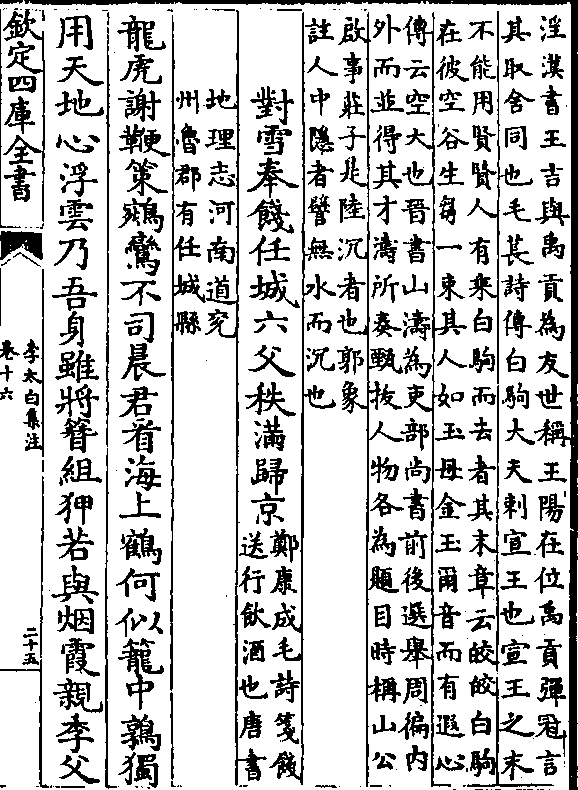 淫漢書王吉與禹貢為友世稱王陽在位禹貢彈冠言
其取舍同也毛萇詩傳白駒大夫刺宣王也宣王之末
不能用賢賢人有乗白駒而去者其末章云皎皎白駒
在彼空谷生芻一束其人如玉毋金玉爾音而有遐心
傳云空大也晉書山濤為吏部尚書前後選舉周徧内
外而並得其才濤所奏甄拔人物各為題目時稱山公
啟事莊子是陸沉者也郭象
註人中隱者譬無水而沉也
對雪奉餞任城六父秩滿歸京
鄭康成毛詩箋餞
送行飲酒也唐書
地理志河南道兖
州魯郡有任城縣
龍虎謝鞭策鵷鸞不司晨君看海上鶴何似籠中鶉獨
用天地心浮雲乃吾身雖將簪組狎若與烟霞親季父
欽定四庫全書
李太白集注
卷十六
二十五